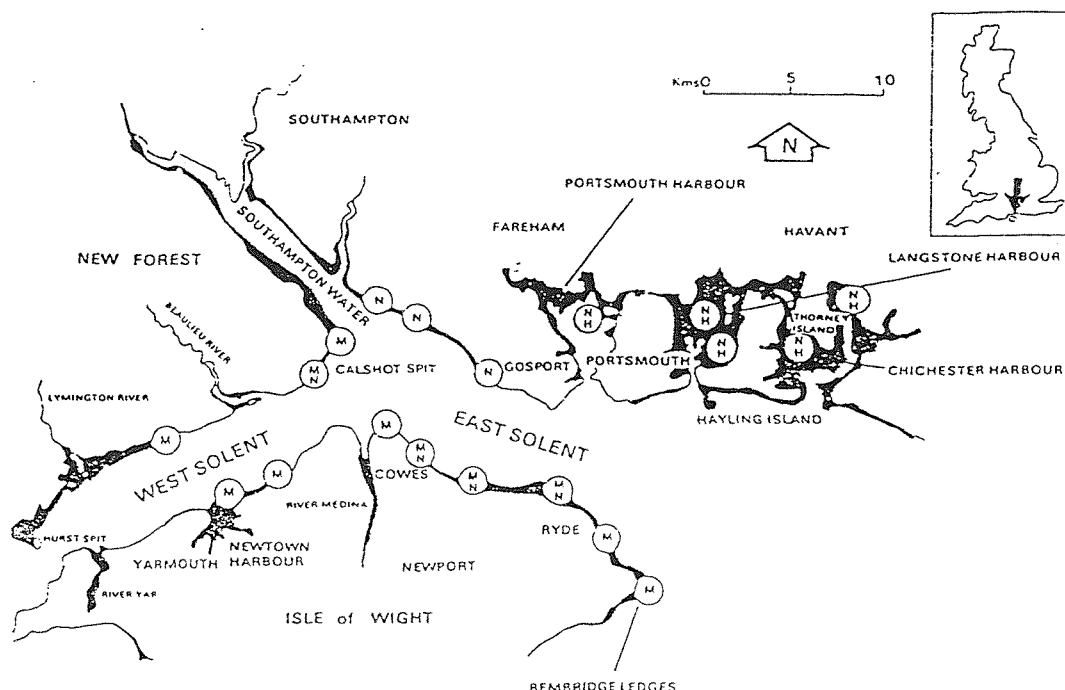 Kms0 5 10
N
SOUTHAMPTON
PORTSMOUTH HARBOUR
FAREHAM
HAVANT
LANGSTONE HARBOUR
NEW FOREST
SOUTHAMPTON WATER
BEAULIEU RIVER
N
N
N
M
M
N
CALSHOT SPIT
GOSPORT
PORTSMOUTH
N
H
N
H
N
H
N
H
N
H
THORNEY
ISLAND
CHICHESTER HARBOUR
HAYLING ISLAND
LYMINGTON RIVER
M
WEST SOLENT
EAST SOLENT
M
M
N
M
N
M
N
M
M
M
M
COWES
RIVER MEDINA
RYDE
HURST SPIT
YARMOUTH
NEWTOWN
HARBOUR
NEWPORT
RIVER YAR
ISLE of WIGHT
BEMBRIDGE LEDGES